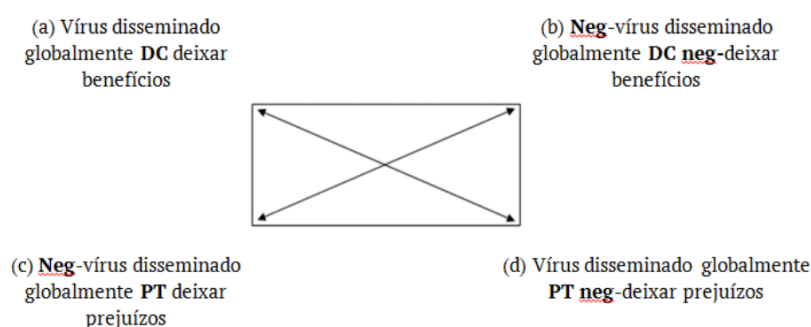 (a) Vírus disseminado
globalmente DC deixar
benefícios
(b) Neg-vírus disseminado
globalmente DC neg-deixar
benefícios
(c) Neg-vírus disseminado
globalmente PT deixar
prejuízos
(d) Vírus disseminado globalmente
PT neg-deixar prejuízos